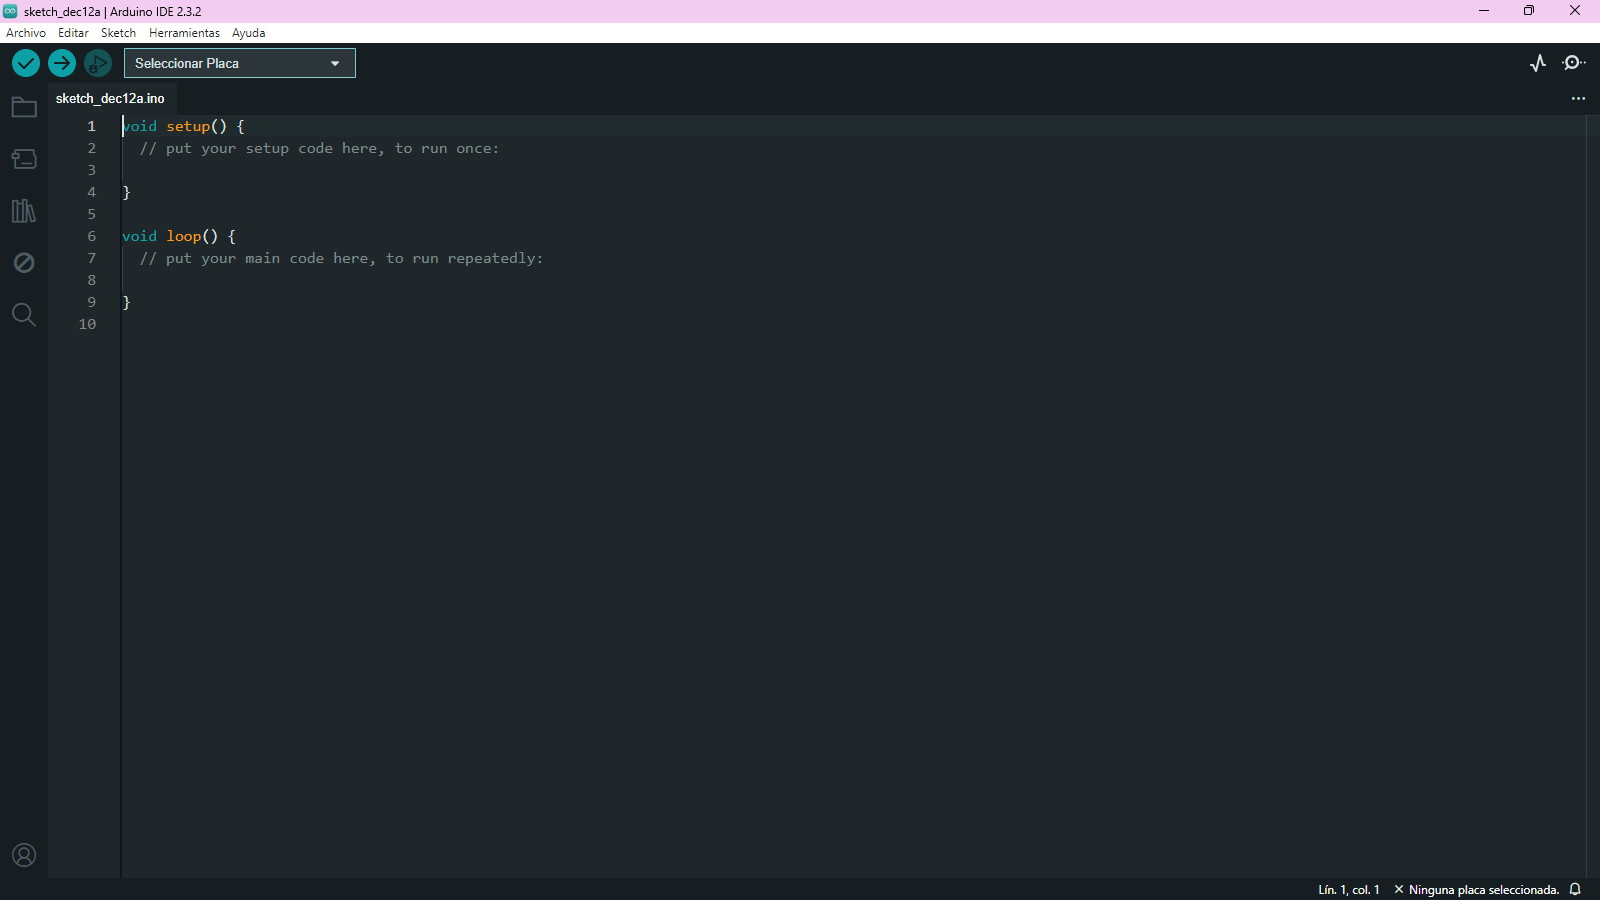 sketch_dec12a | Arduino IDE 2.3.2
Archivo Editar Sketch Herramientas Ayuda
Seleccionar Placa
sketch_dec12a.ino
1 void setup() {
2 // put your setup code here, to run once:
3
4 }
5
6 void loop() {
7 // put your main code here, to run repeatedly:
8
9 }
10
Lín. 1, col. 1 Ninguna placa seleccionada.